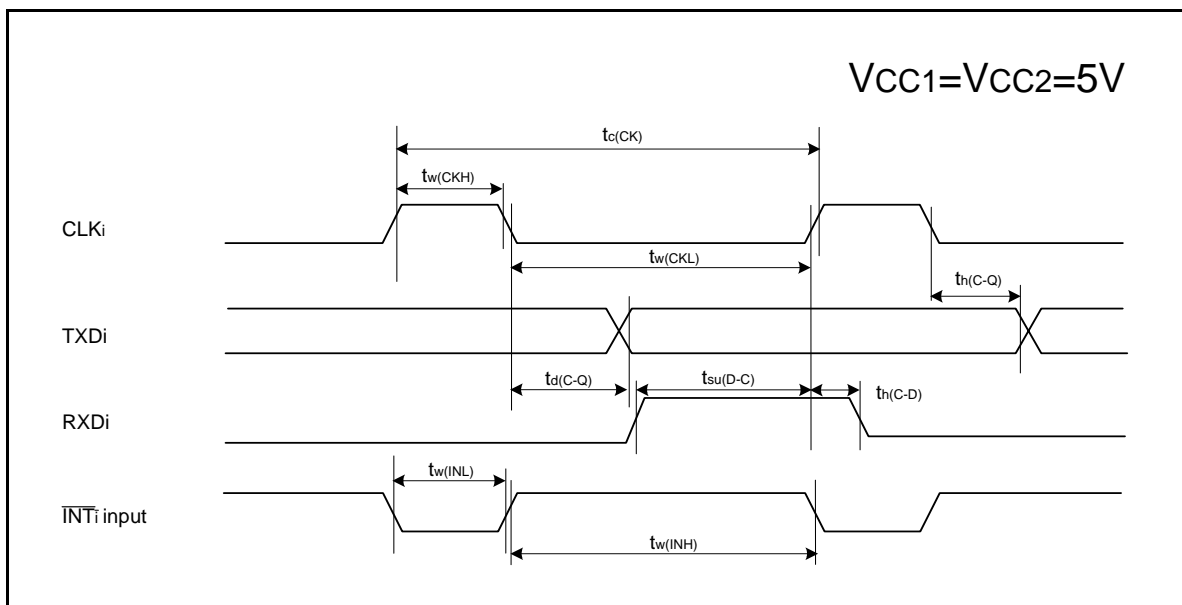 VCC1=VCC2=5V
tc(CK)
tw(CKH)
CLKi
tw(CKL)
th(C-Q)
TXDi
td(C-Q)
tsu(D-C)
th(C-D)
RXDi
tw(INL)
INTi input
tw(INH)